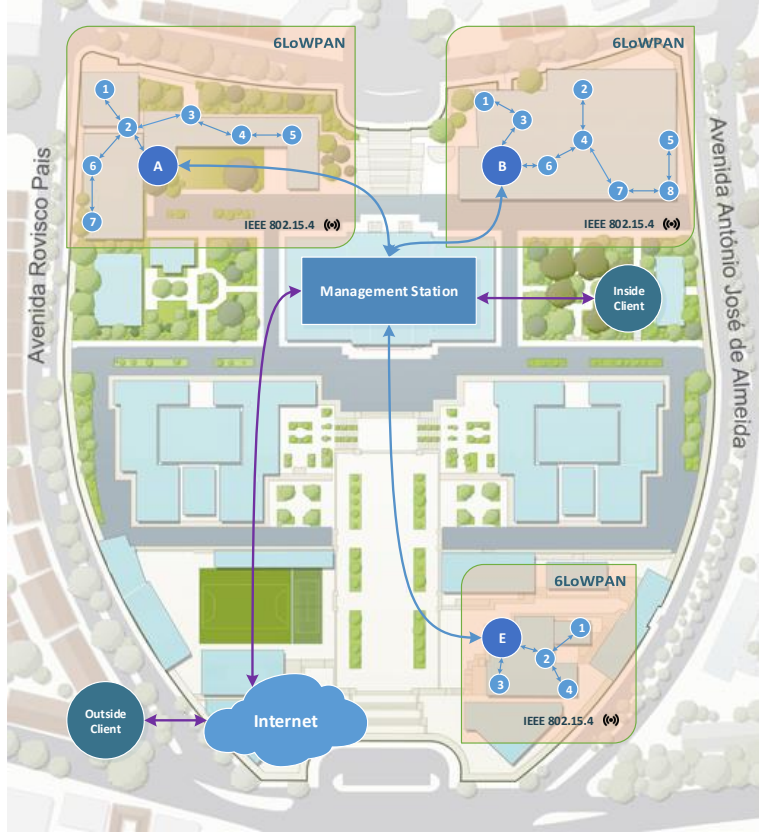 6LoWPAN
1
2
3
4
5
6
7
A
IEEE 802.15.4
6LoWPAN
1
2
3
4
5
6
7
8
B
IEEE 802.15.4
Avenida Rovisco Pais
Avenida António José de Almeida
Management Station
Inside
Client
6LoWPAN
E
1
2
3
4
IEEE 802.15.4
Outside
Client
Internet